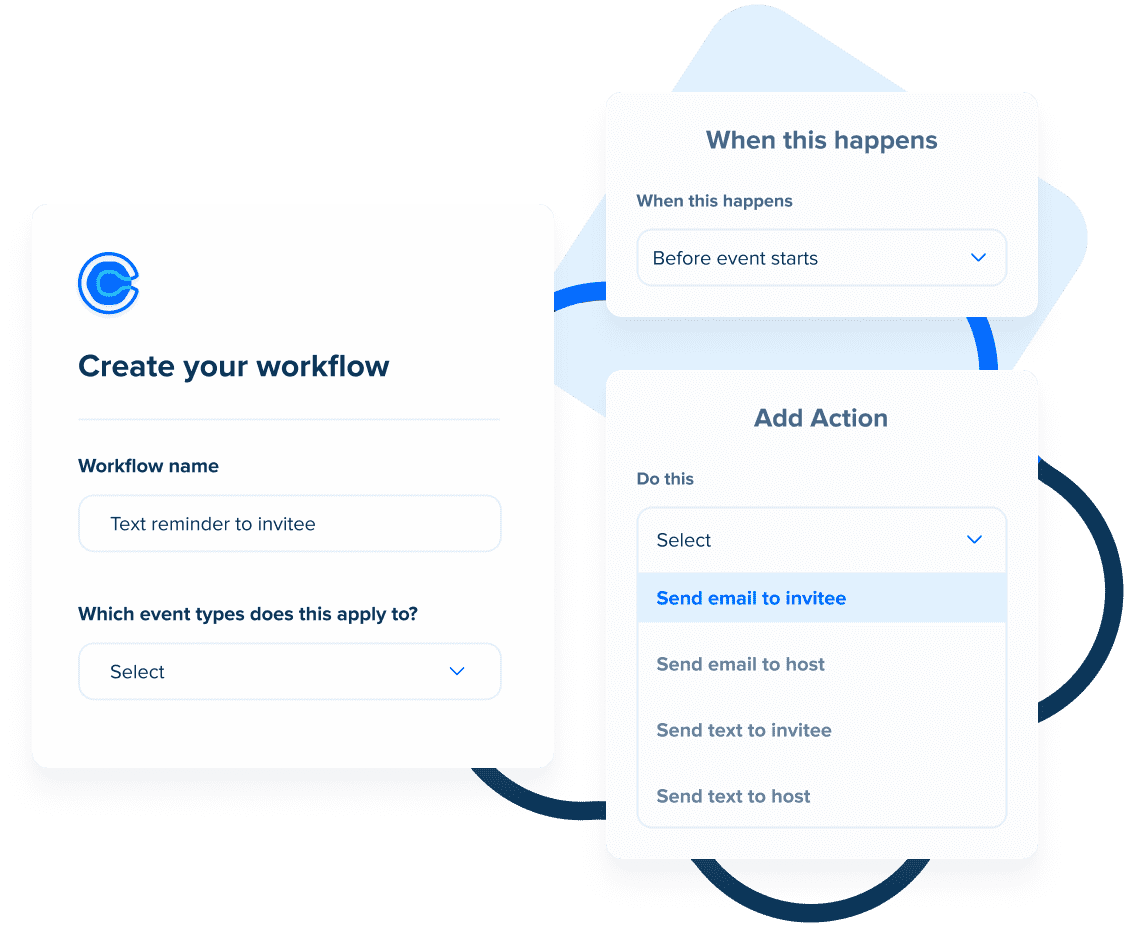 Create your workflow
Workflow name
Text reminder to invitee
Which event types does this apply to?
Select
When this happens
When this happens
Before event starts
Add Action
Do this
Select
Send email to invitee
Send email to host
Send text to invitee
Send text to host